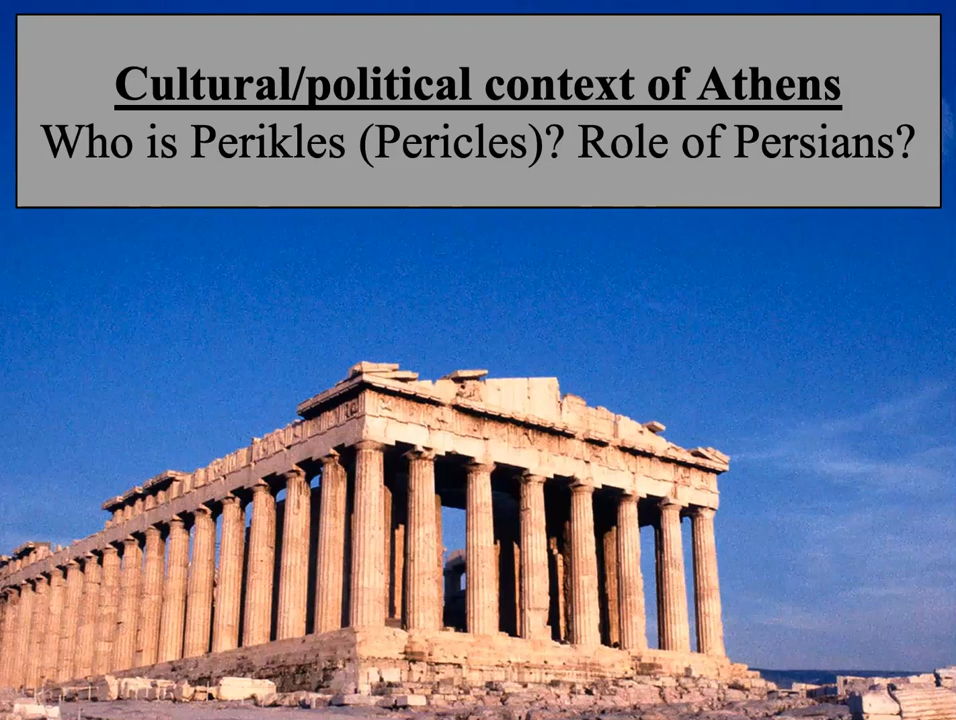 Cultural/political context of Athens
Who is Perikles (Pericles)? Role of Persians?